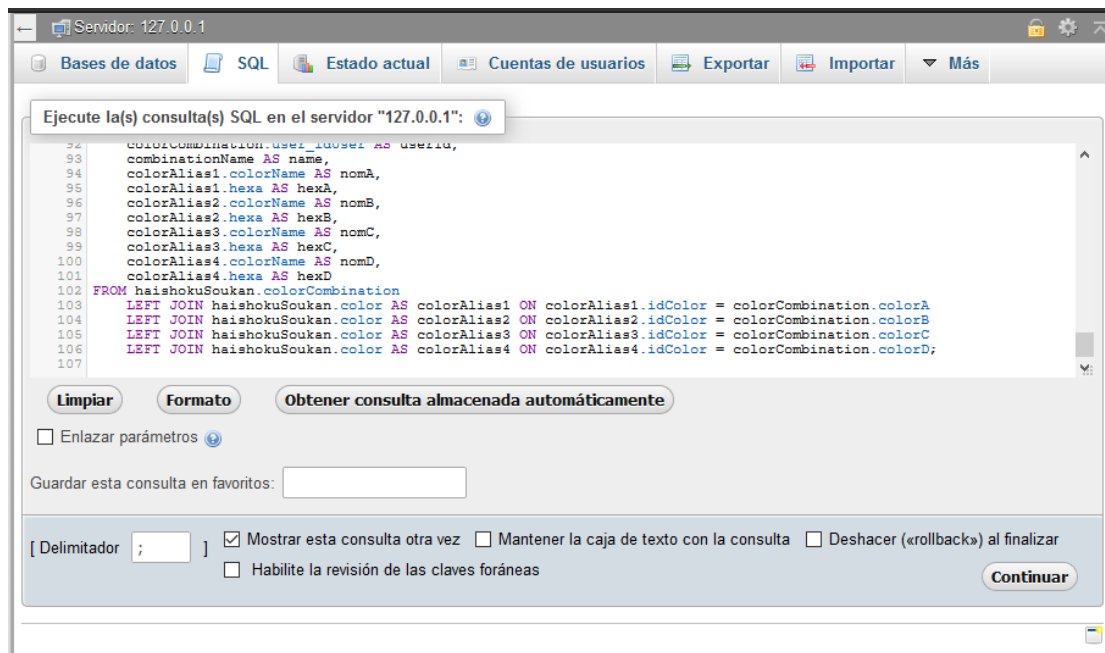 Servidor: 127.0.0.1
Bases de datos SQL Estado actual Cuentas de usuarios Exportar Importar Más
Ejecute la(s) consulta(s) SQL en el servidor "127.0.0.1":
92 colorCombination.user_idUser AS userId,
93 combinationName AS name,
94 colorAlias1.colorName AS nomA,
95 colorAlias1.hexa AS hexA,
96 colorAlias2.colorName AS nomB,
97 colorAlias2.hexa AS hexB,
98 colorAlias3.colorName AS nomC,
99 colorAlias3.hexa AS hexC,
100 colorAlias4.colorName AS nomD,
101 colorAlias4.hexa AS hexD
102 FROM haishokuSoukan.colorCombination
103 LEFT JOIN haishokuSoukan.color AS colorAlias1 ON colorAlias1.idColor = colorCombination.colorA
104 LEFT JOIN haishokuSoukan.color AS colorAlias2 ON colorAlias2.idColor = colorCombination.colorB
105 LEFT JOIN haishokuSoukan.color AS colorAlias3 ON colorAlias3.idColor = colorCombination.colorC
106 LEFT JOIN haishokuSoukan.color AS colorAlias4 ON colorAlias4.idColor = colorCombination.colorD;
107
Limpiar Formato Obtener consulta almacenada automáticamente
Enlazar parámetros
Guardar esta consulta en favoritos:
[ Delimitador ; ] Mostrar esta consulta otra vez Mantener la caja de texto con la consulta Deshacer («rollback») al finalizar
Habilite la revisión de las claves foráneas
Continuar